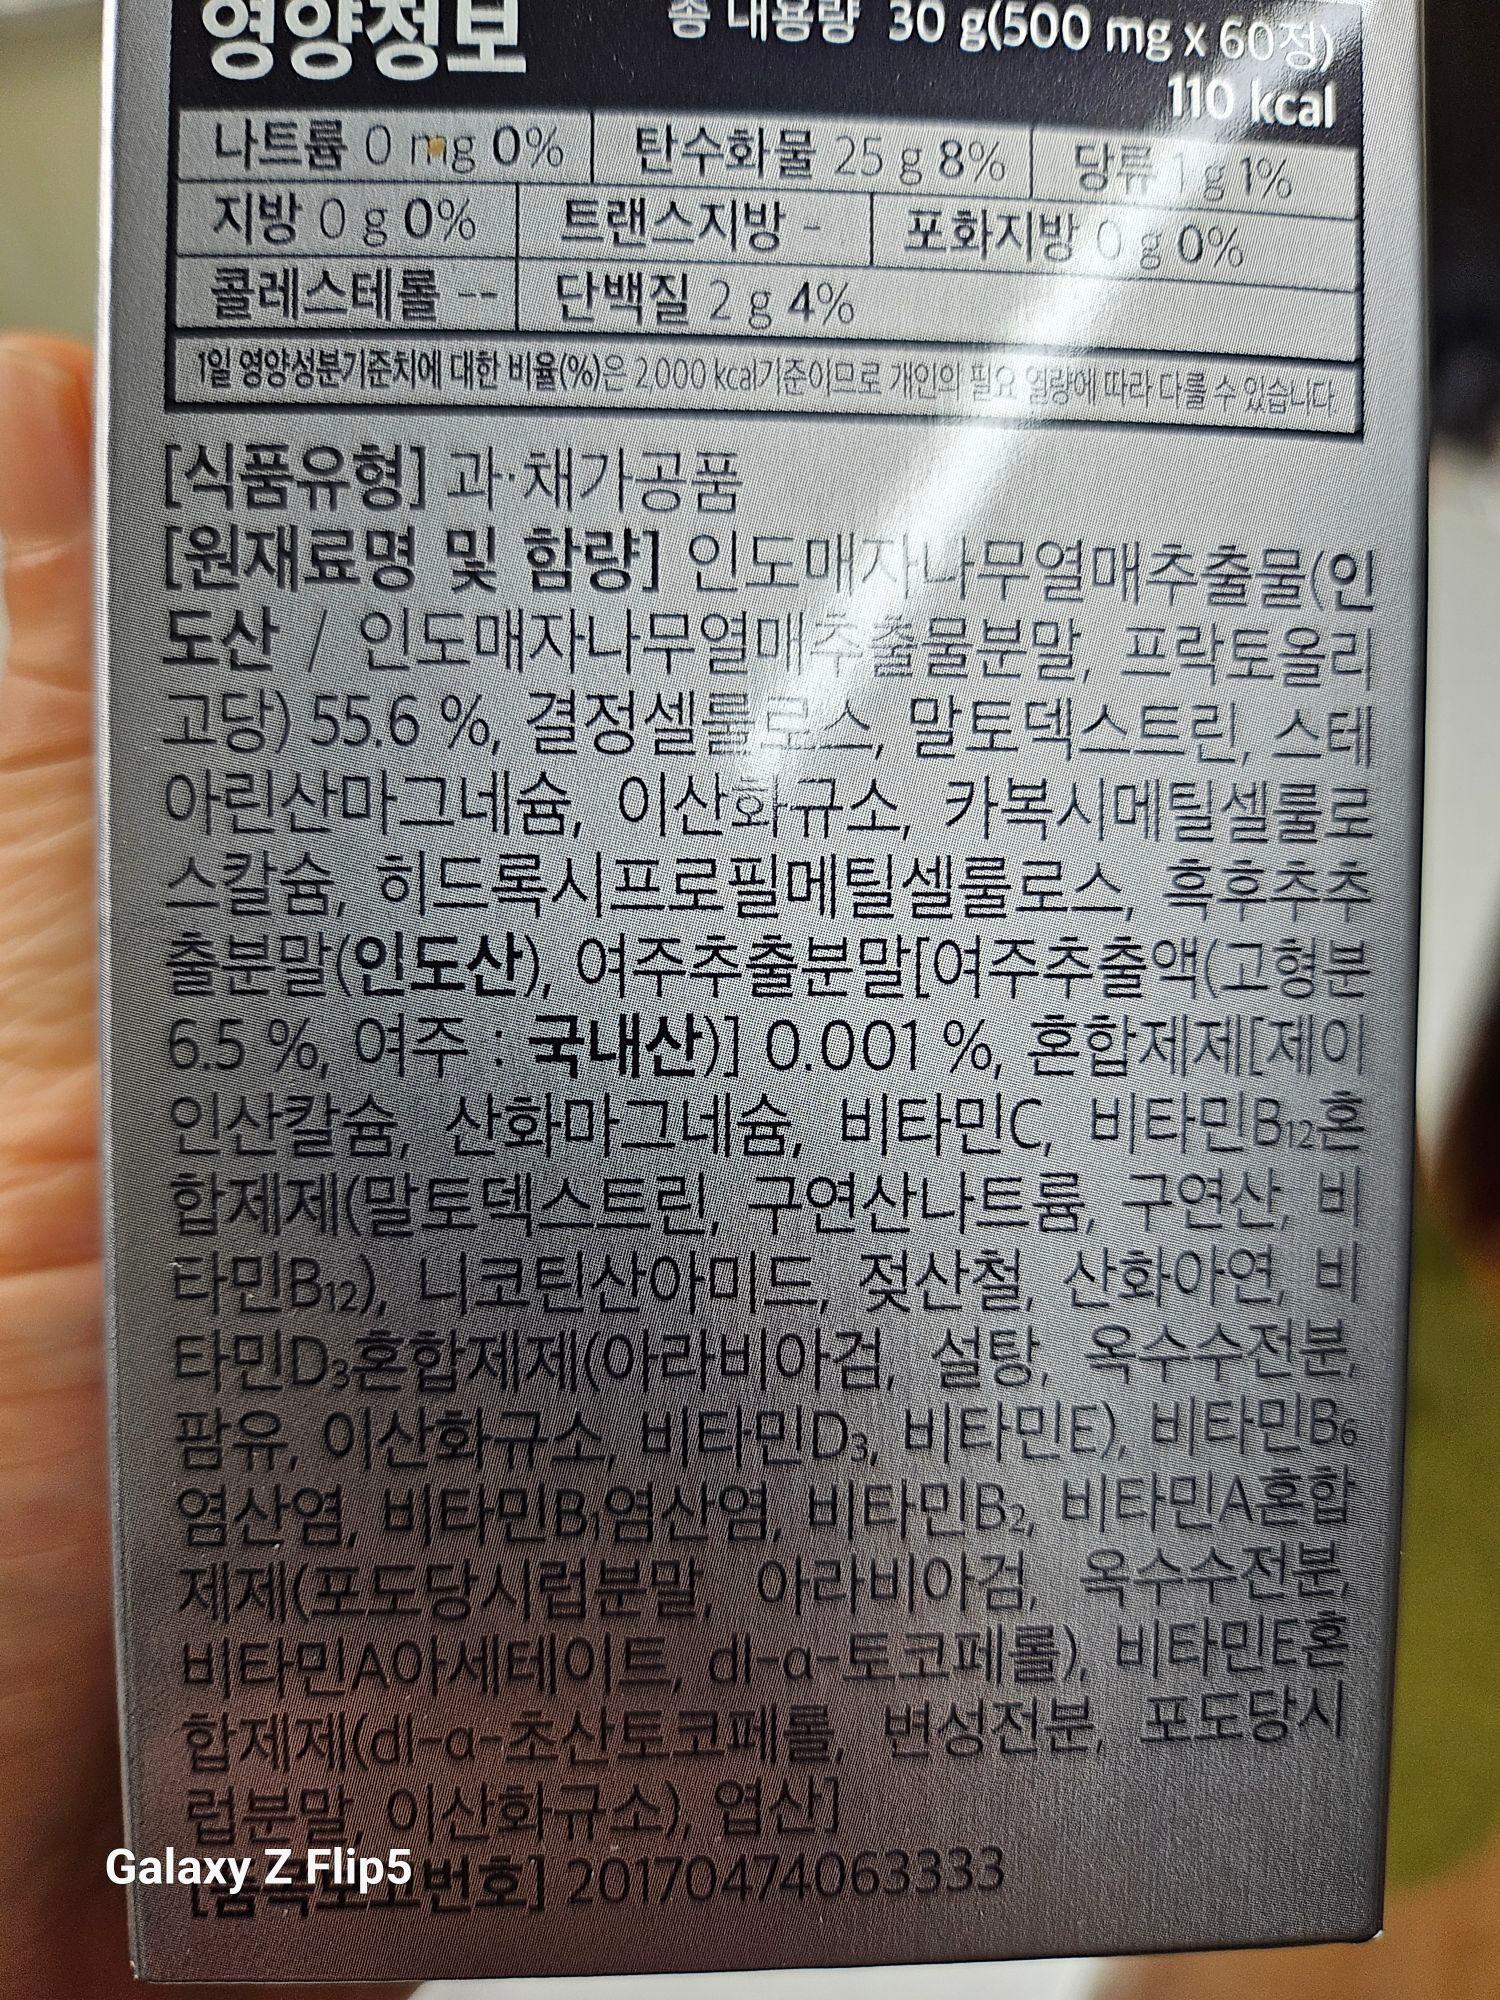 영양정보
총 내용량 30 g(500 mg x 60정)
110 kcal
나트륨 0 mg 0% 탄수화물 25 g 8% 당류 1 g 1%
지방 0 g 0% 트랜스지방 - 포화지방 0 g 0%
콜레스테롤 -- 단백질 2 g 4%
1일 영양성분기준치에 대한 비율(%)은 2,000 kcal기준이므로 개인의 필요 열량에 따라 다를 수 있습니다.
[식품유형] 과·채가공품
[원재료명 및 함량] 인도매자나무열매추출물(인
도산 / 인도매자나무열매추출물분말, 프락토올리
고당) 55.6 %, 결정셀룰로스, 말토덱스트린, 스테
아린산마그네슘, 이산화규소, 카복시메틸셀룰로
스칼슘, 히드록시프로필메틸셀룰로스, 흑후추추
출분말(인도산), 여주추출분말[여주추출액(고형분
6.5 %, 여주 : 국내산)] 0.001 %, 혼합제제[제이
인산칼슘, 산화마그네슘, 비타민C, 비타민B₁₂혼
합제제(말토덱스트린, 구연산나트륨, 구연산, 비
타민B₁₂), 니코틴산아미드, 젖산철, 산화아연, 비
타민D₃혼합제제(아라비아검, 설탕, 옥수수전분,
팜유, 이산화규소, 비타민D₃, 비타민E), 비타민B₆
염산염, 비타민B₁염산염, 비타민B₂, 비타민A혼합
제제(포도당시럽분말, 아라비아검, 옥수수전분,
비타민A아세테이트, dl-α-토코페롤), 비타민E혼
합제제(dl-α-초산토코페롤, 변성전분, 포도당시
럽분말, 이산화규소), 엽산]
[품목보고번호] 20170474063333
Galaxy Z Flip5